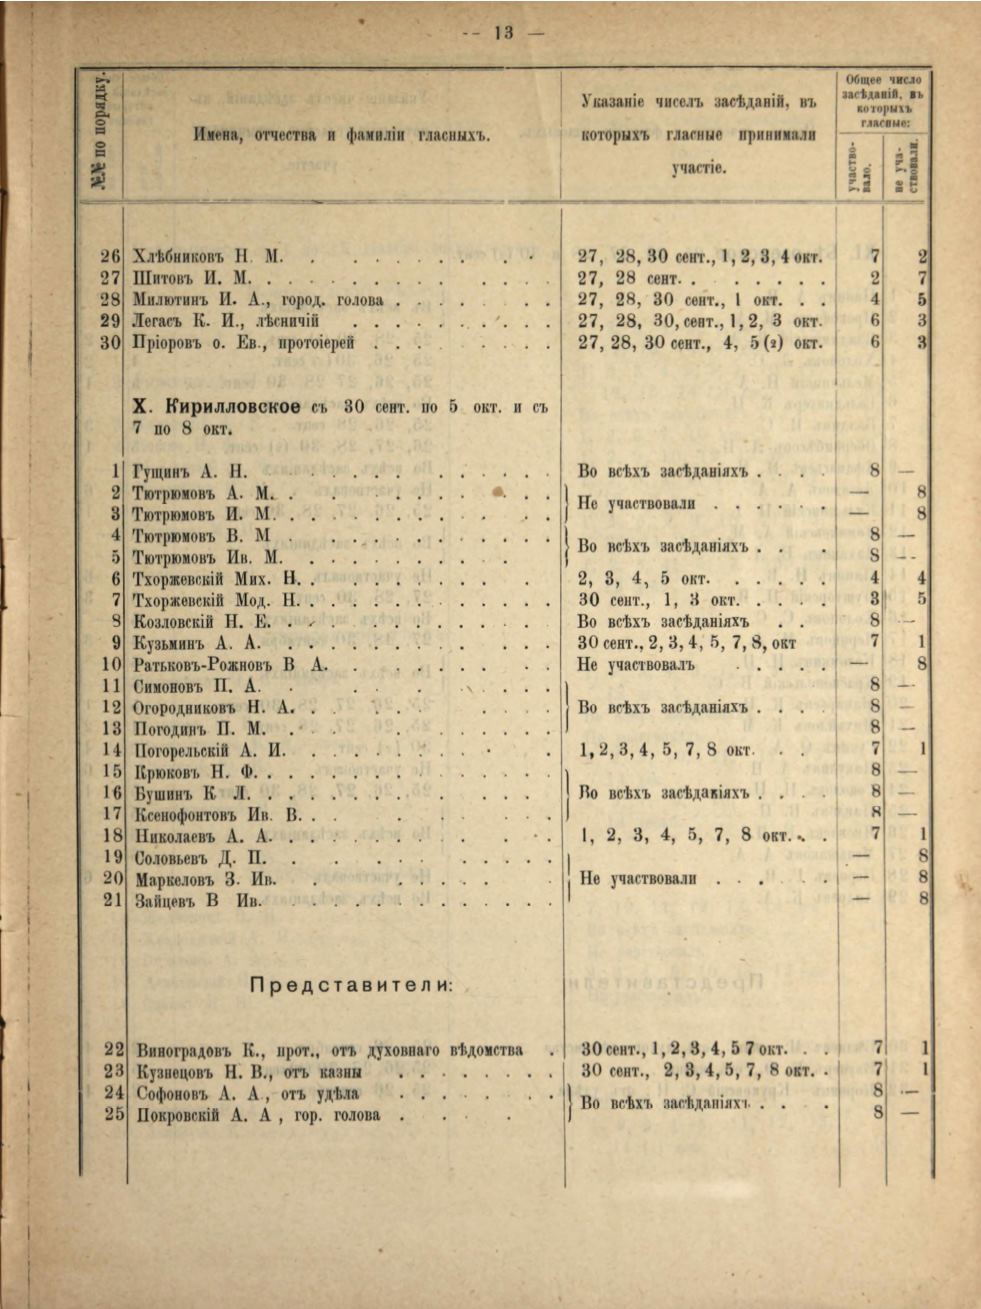 -- 13 —
№№ по порядку.
Имена, отчества и фамиліи гласныхъ.
Указаніе чиселъ засѣданій, въ
которыхъ гласные принимали
участіе.
Общее число
засѣданій, въ
которыхъ
гласные:
участво-
вало.
не уча-
ствовали.
26 Хлѣбниковъ Н. М. 27, 28, 30 сент., 1, 2, 3, 4 окт. 7 2
27 Шитовъ И. М. 27, 28 сент. 2 7
28 Милютинъ И. А., город. голова 27, 28, 30 сент., 1 окт. 4 5
29 Легасъ К. И., лѣсничій 27, 28, 30, сент., 1, 2, 3 окт. 6 3
30 Пріоровъ о. Ев., протоіерей 27, 28, 30 сент., 4, 5 (2) окт. 6 3
X. Кирилловское съ 30 сент. по 5 окт. и съ
7 по 8 окт.
1 Гущинъ А. Н. Во всѣхъ засѣданіяхъ 8 —
2 Тютрюмовъ А. М. — 8
Не участвовали
3 Тютрюмовъ И. М. — 8
4 Тютрюмовъ В. М 8 —
Во всѣхъ засѣданіяхъ
5 Тютрюмовъ Ив. М. 8 --
6 Тхоржевскій Мих. Н. 2, 3, 4, 5 окт. 4 4
7 Тхоржевскій Мод. Н. 30 сент., 1, 3 окт. 3 5
8 Козловскій Н. Е. Во всѣхъ засѣданіяхъ 8 —
9 Кузьминъ А. А. 30 сент., 2, 3, 4, 5, 7, 8, окт 7 1
10 Ратьковъ-Рожновъ В А. Не участвовалъ — 8
11 Симоновъ П. А. 8 —
12 Огородниковъ Н. А. Во всѣхъ засѣданіяхъ 8 —
13 Погодинъ П. М. 8 —
14 Погорельскій А. И. 1, 2, 3, 4, 5, 7, 8 окт. 7 1
15 Крюковъ Н. Ф. 8 —
16 Бушинъ К Л. Во всѣхъ засѣданіяхъ 8 —
17 Ксенофонтовъ Ив. В. 8 —
18 Николаевъ А. А. 1, 2, 3, 4, 5, 7, 8 окт. 7 1
19 Соловьевъ Д. П. — 8
20 Маркеловъ З. Ив. Не участвовали — 8
21 Зайцевъ В Ив. — 8
Представители:
22 Виноградовъ К., прот., отъ духовнаго вѣдомства 30 сент., 1, 2, 3, 4, 5 7 окт. 7 1
23 Кузнецовъ Н. В., отъ казны 30 сент., 2, 3, 4, 5, 7, 8 окт. 7 1
24 Софоновъ А. А, отъ удѣла 8 —
Во всѣхъ засѣданіяхъ
25 Покровскій А. А , гор. голова 8 —